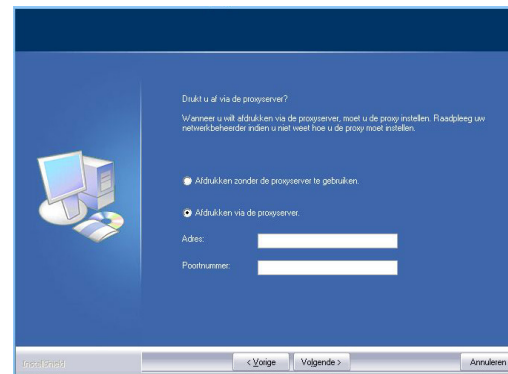 Drukt u af via de proxyserver?
Wanneer u wilt afdrukken via de proxyserver, moet u de proxy instellen. Raadpleeg uw
netwerkbeheerder indien u niet weet hoe u de proxy moet instellen.
Afdrukken zonder de proxyserver te gebruiken.
Afdrukken via de proxyserver.
Adres:
Poortnummer:
InstallShield
< Vorige
Volgende >
Annuleren